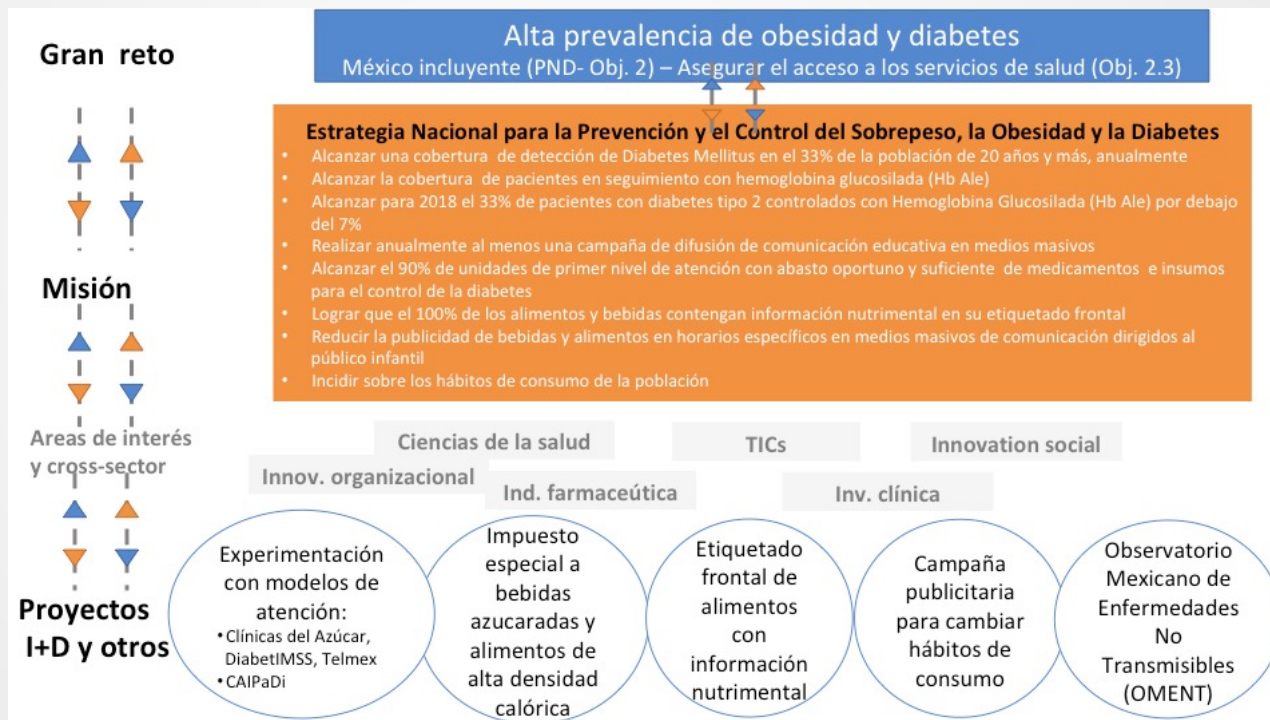 Gran reto
Alta prevalencia de obesidad y diabetes
México incluyente (PND- Obj. 2) – Asegurar el acceso a los servicios de salud (Obj. 2.3)
Estrategia Nacional para la Prevención y el Control del Sobrepeso, la Obesidad y la Diabetes
• Alcanzar una cobertura de detección de Diabetes Mellitus en el 33% de la población de 20 años y más, anualmente
• Alcanzar la cobertura de pacientes en seguimiento con hemoglobina glucosilada (Hb Ale)
• Alcanzar para 2018 el 33% de pacientes con diabetes tipo 2 controlados con Hemoglobina Glucosilada (Hb Ale) por debajo
del 7%
• Realizar anualmente al menos una campaña de difusión de comunicación educativa en medios masivos
• Alcanzar el 90% de unidades de primer nivel de atención con abasto oportuno y suficiente de medicamentos e insumos
para el control de la diabetes
• Lograr que el 100% de los alimentos y bebidas contengan información nutrimental en su etiquetado frontal
• Reducir la publicidad de bebidas y alimentos en horarios específicos en medios masivos de comunicación dirigidos al
público infantil
• Incidir sobre los hábitos de consumo de la población
Misión
Areas de interés
y cross-sector
Ciencias de la salud
TICs
Innovation social
Innov. organizacional
Ind. farmaceútica
Inv. clínica
Proyectos
I+D y otros
Experimentación
con modelos de
atención:
• Clínicas del Azúcar,
DiabetIMSS, Telmex
• CAIPaDi
Impuesto
especial a
bebidas
azucaradas y
alimentos de
alta densidad
calórica
Etiquetado
frontal de
alimentos
con
información
nutrimental
Campaña
publicitaria
para cambiar
hábitos de
consumo
Observatorio
Mexicano de
Enfermedades
No
Transmisibles
(OMENT)